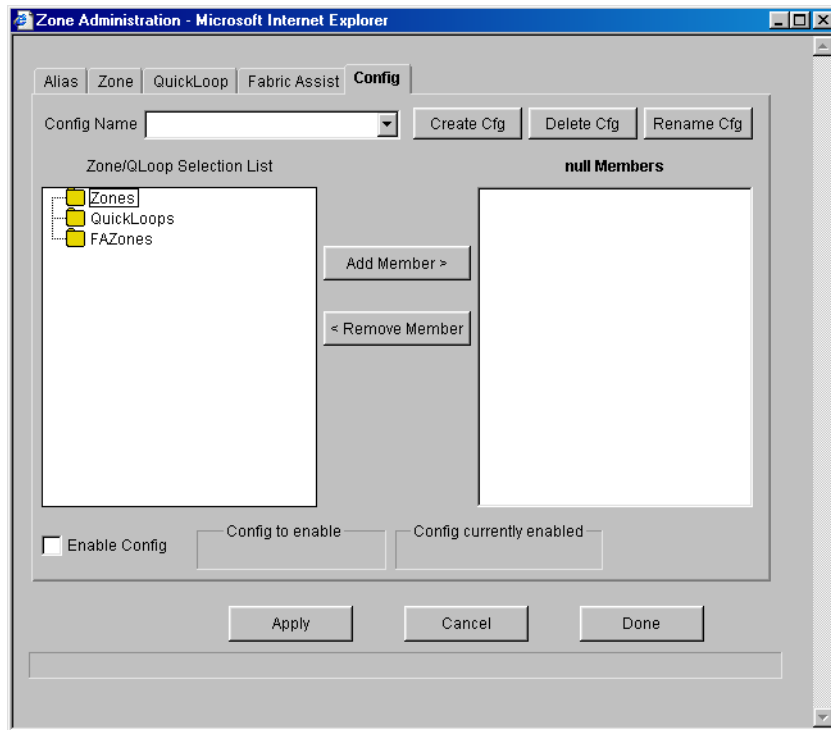 Zone Administration - Microsoft Internet Explorer
Alias Zone QuickLoop Fabric Assist Config
Config Name Create Cfg Delete Cfg Rename Cfg
Zone/QLoop Selection List null Members
Zones
QuickLoops
FAZones
Add Member >
< Remove Member
Config to enable Config currently enabled
Enable Config
Apply Cancel Done